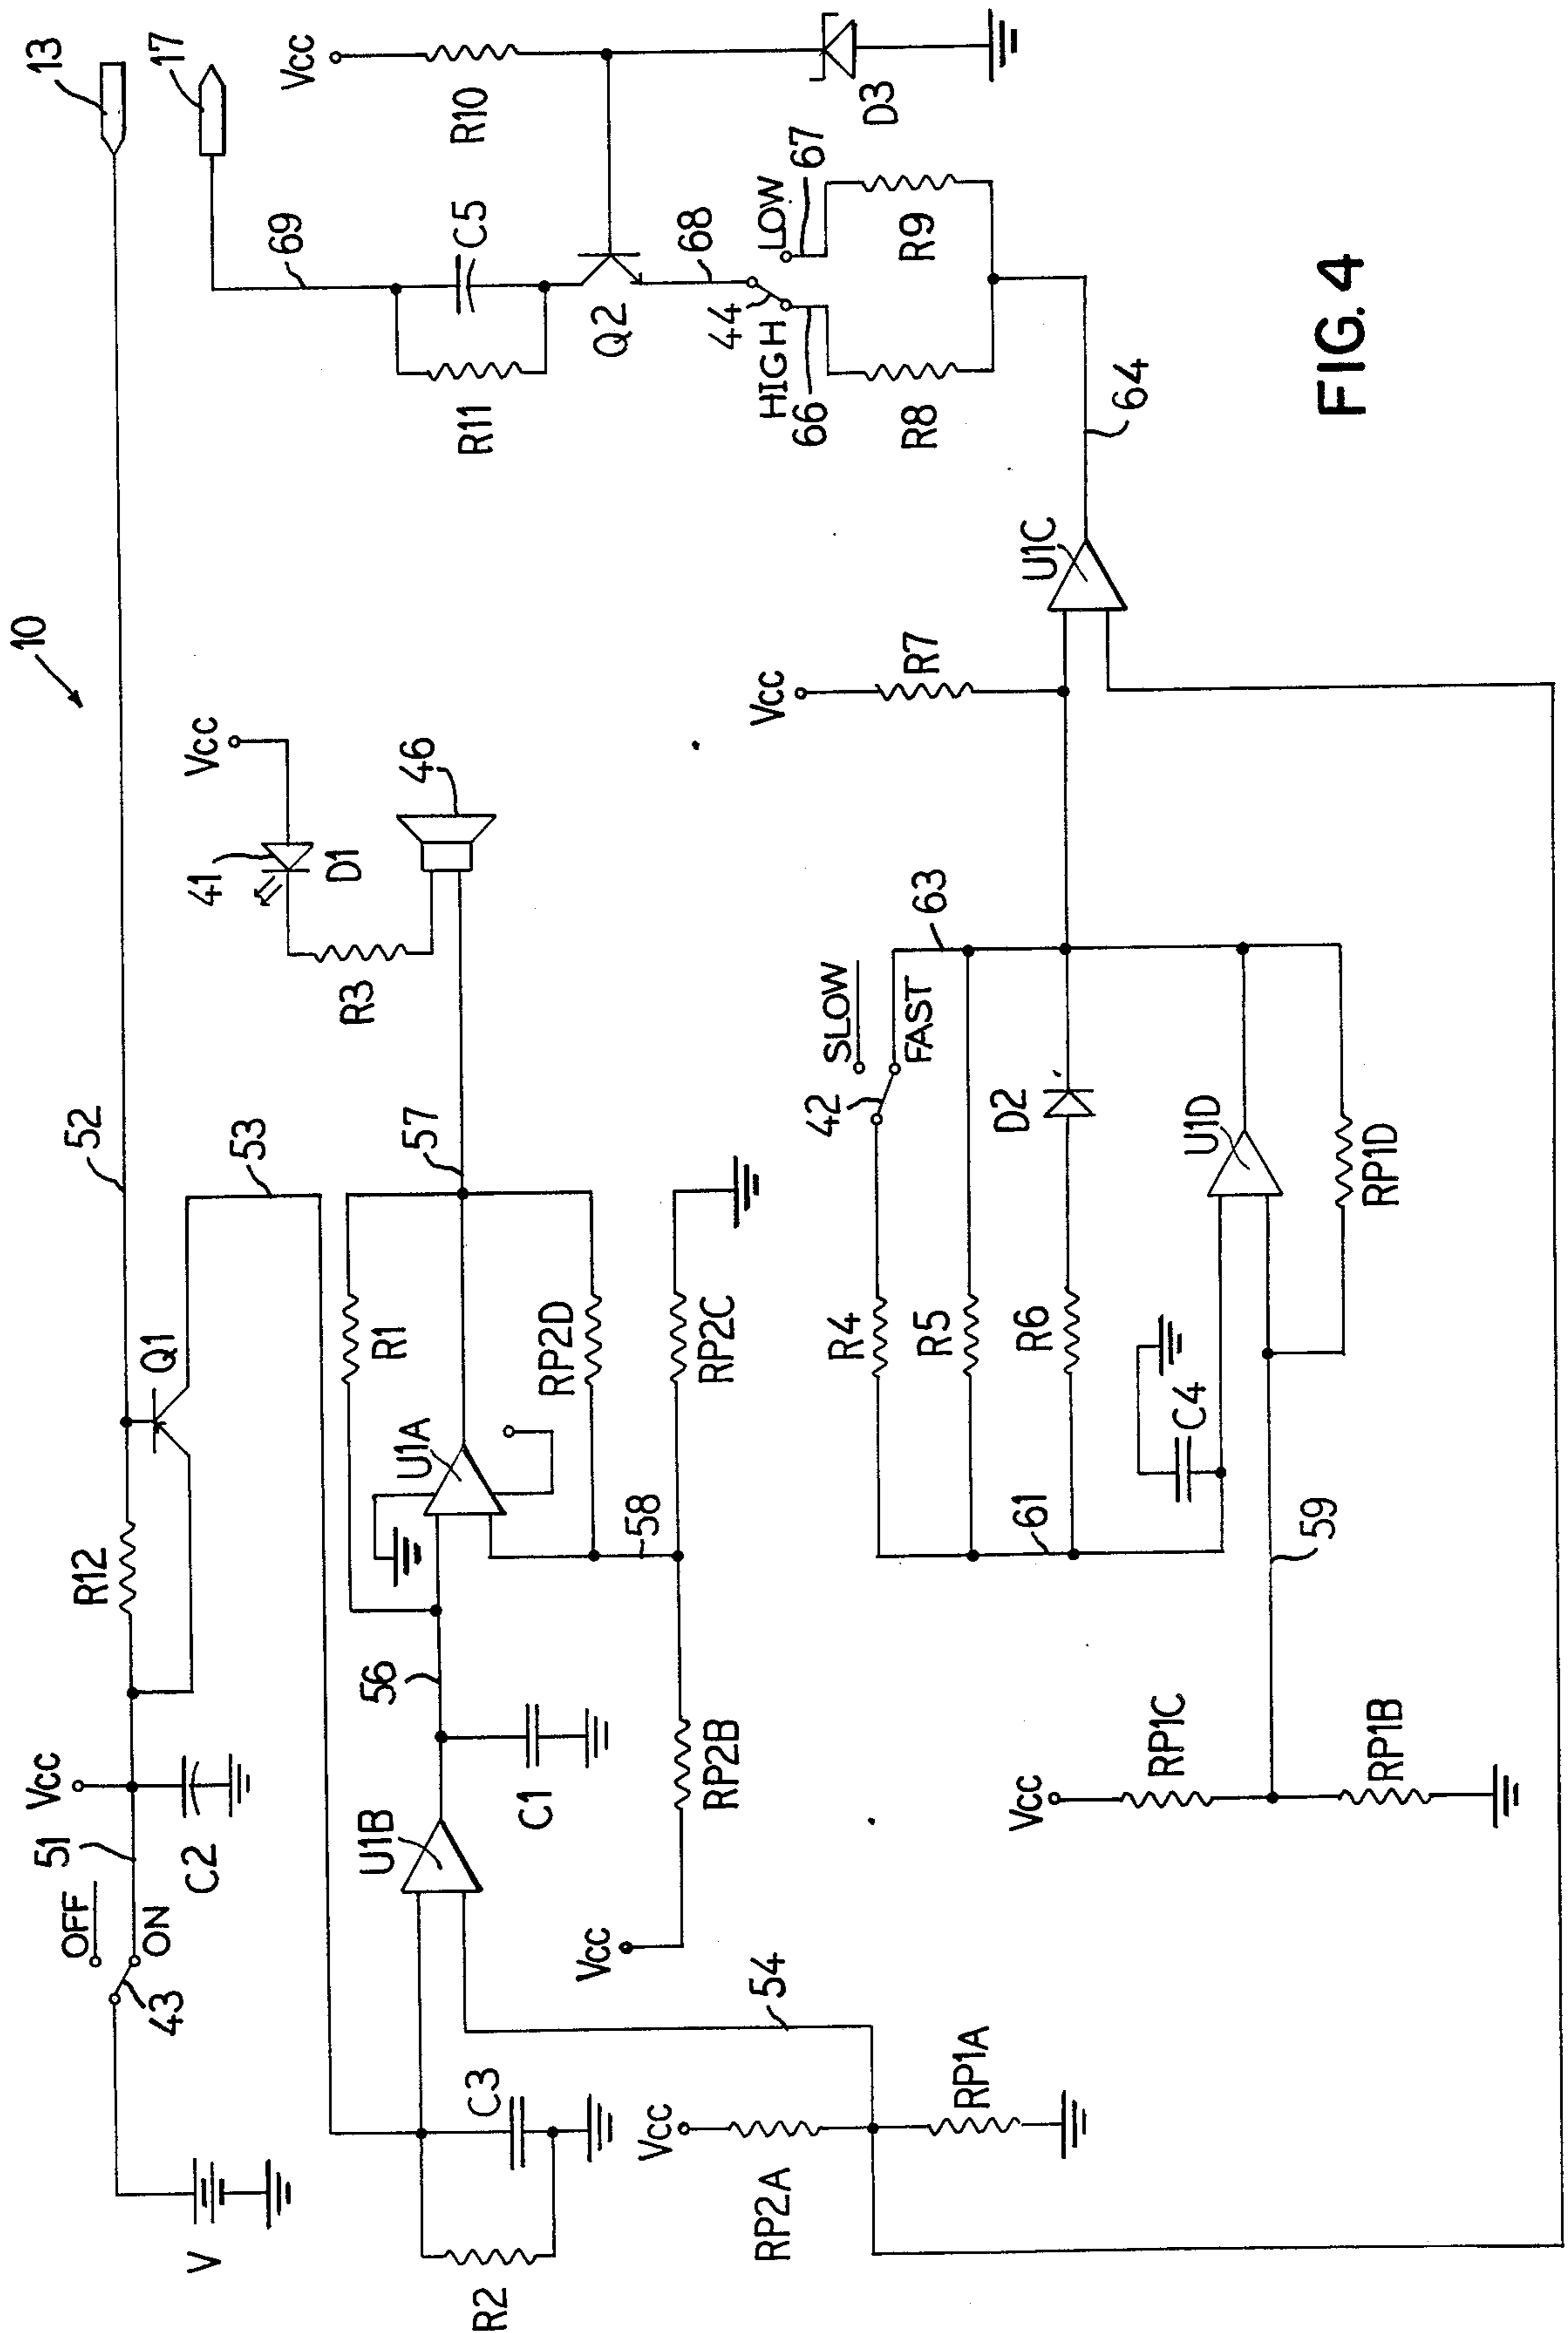 10
13
17
52
53
51
Vcc
C2
OFF
ON
43
V
R12
Q1
69
C5
R11
Vcc
R10
Q2
D3
68
44
HIGH
LOW
66
67
R8
R9
64
Vcc
41
D1
R3
46
57
R1
U1A
RP2D
58
RP2C
56
C1
U1B
RP2B
Vcc
C3
R2
54
Vcc
RP2A
RP1A
Vcc
R7
U1C
63
SLOW
FAST
42
D2
R4
R5
R6
U1D
RP1D
C4
61
59
Vcc
RP1C
RP1B
FIG. 4